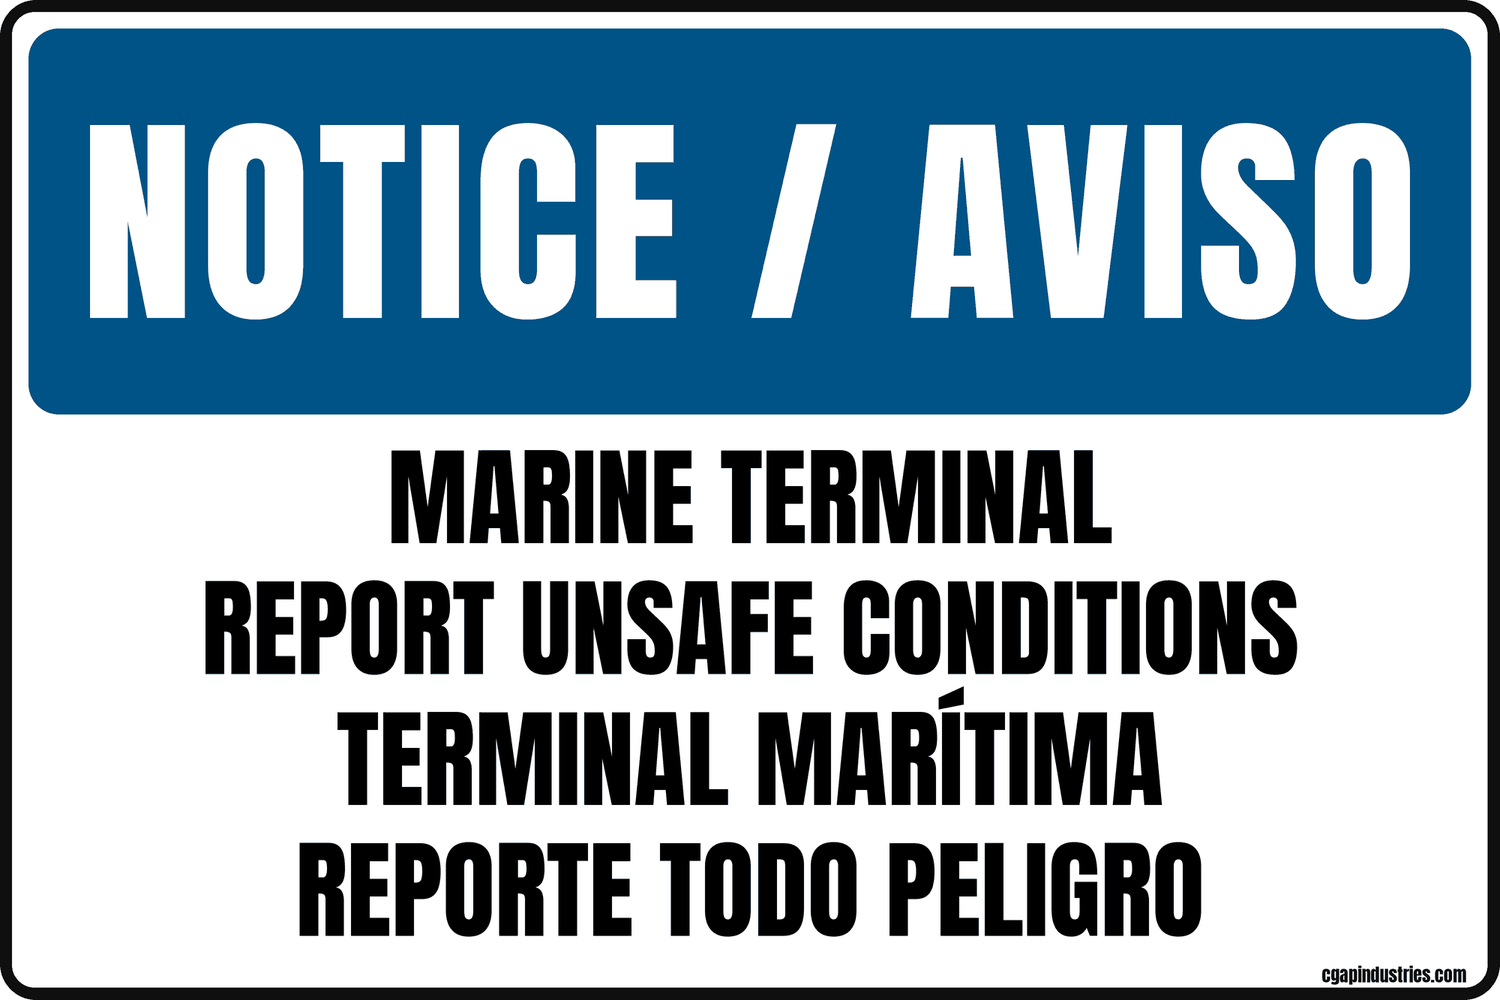 NOTICE / AVISO
MARINE TERMINAL
REPORT UNSAFE CONDITIONS
TERMINAL MARÍTIMA
REPORTE TODO PELIGRO
cgapindustries.com